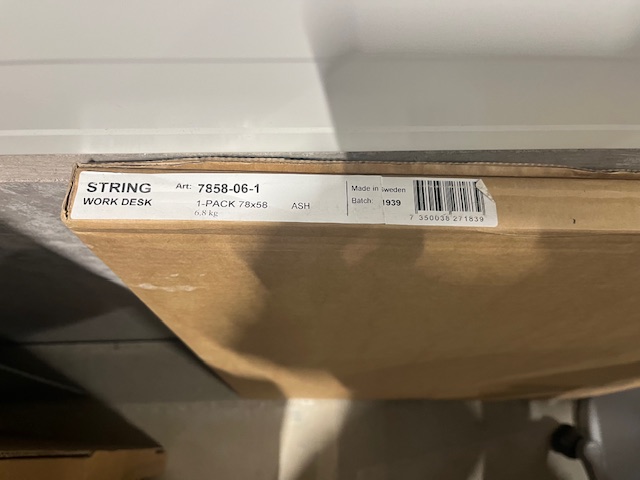 STRING Art: 7858-06-1
WORK DESK 1-PACK 78x58 ASH
6,8 kg
Made in Sweden
Batch: 1939
7 350038 271839